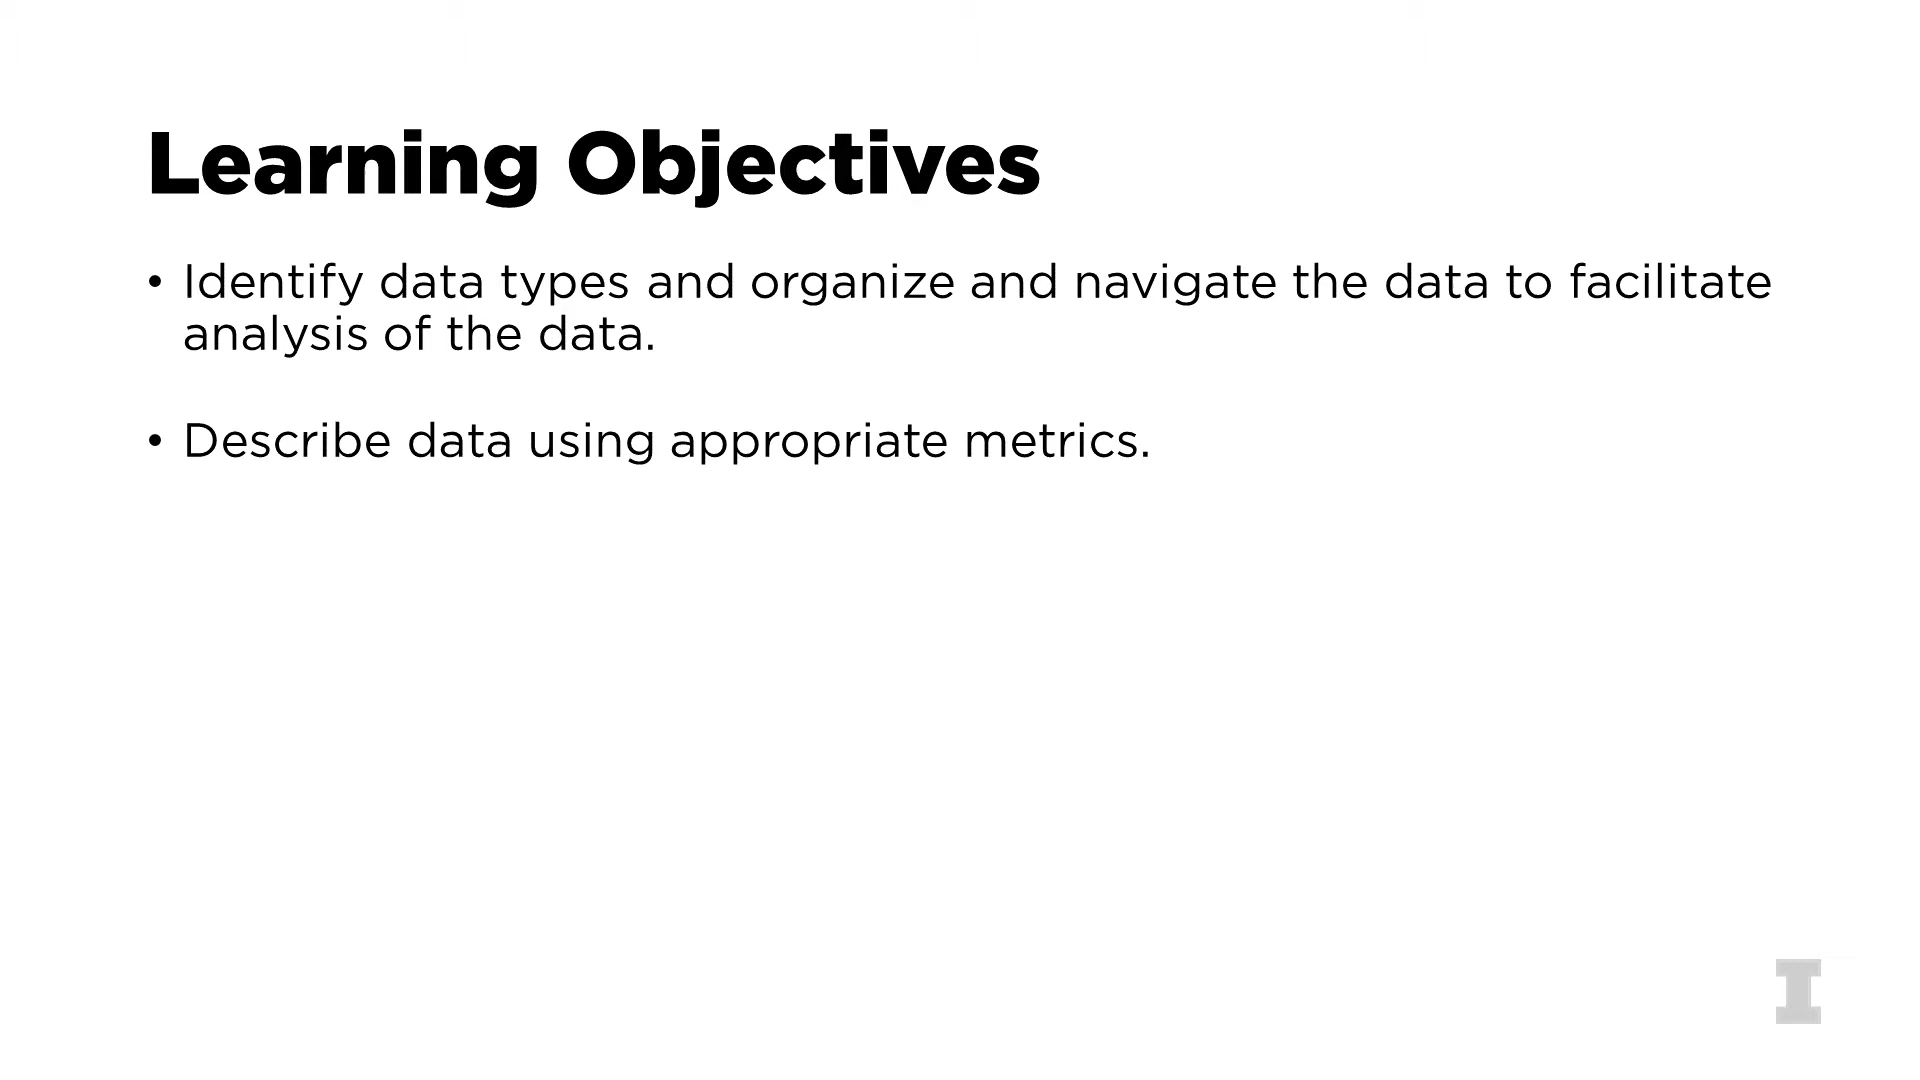 Learning Objectives
• Identify data types and organize and navigate the data to facilitate
analysis of the data.
• Describe data using appropriate metrics.
I